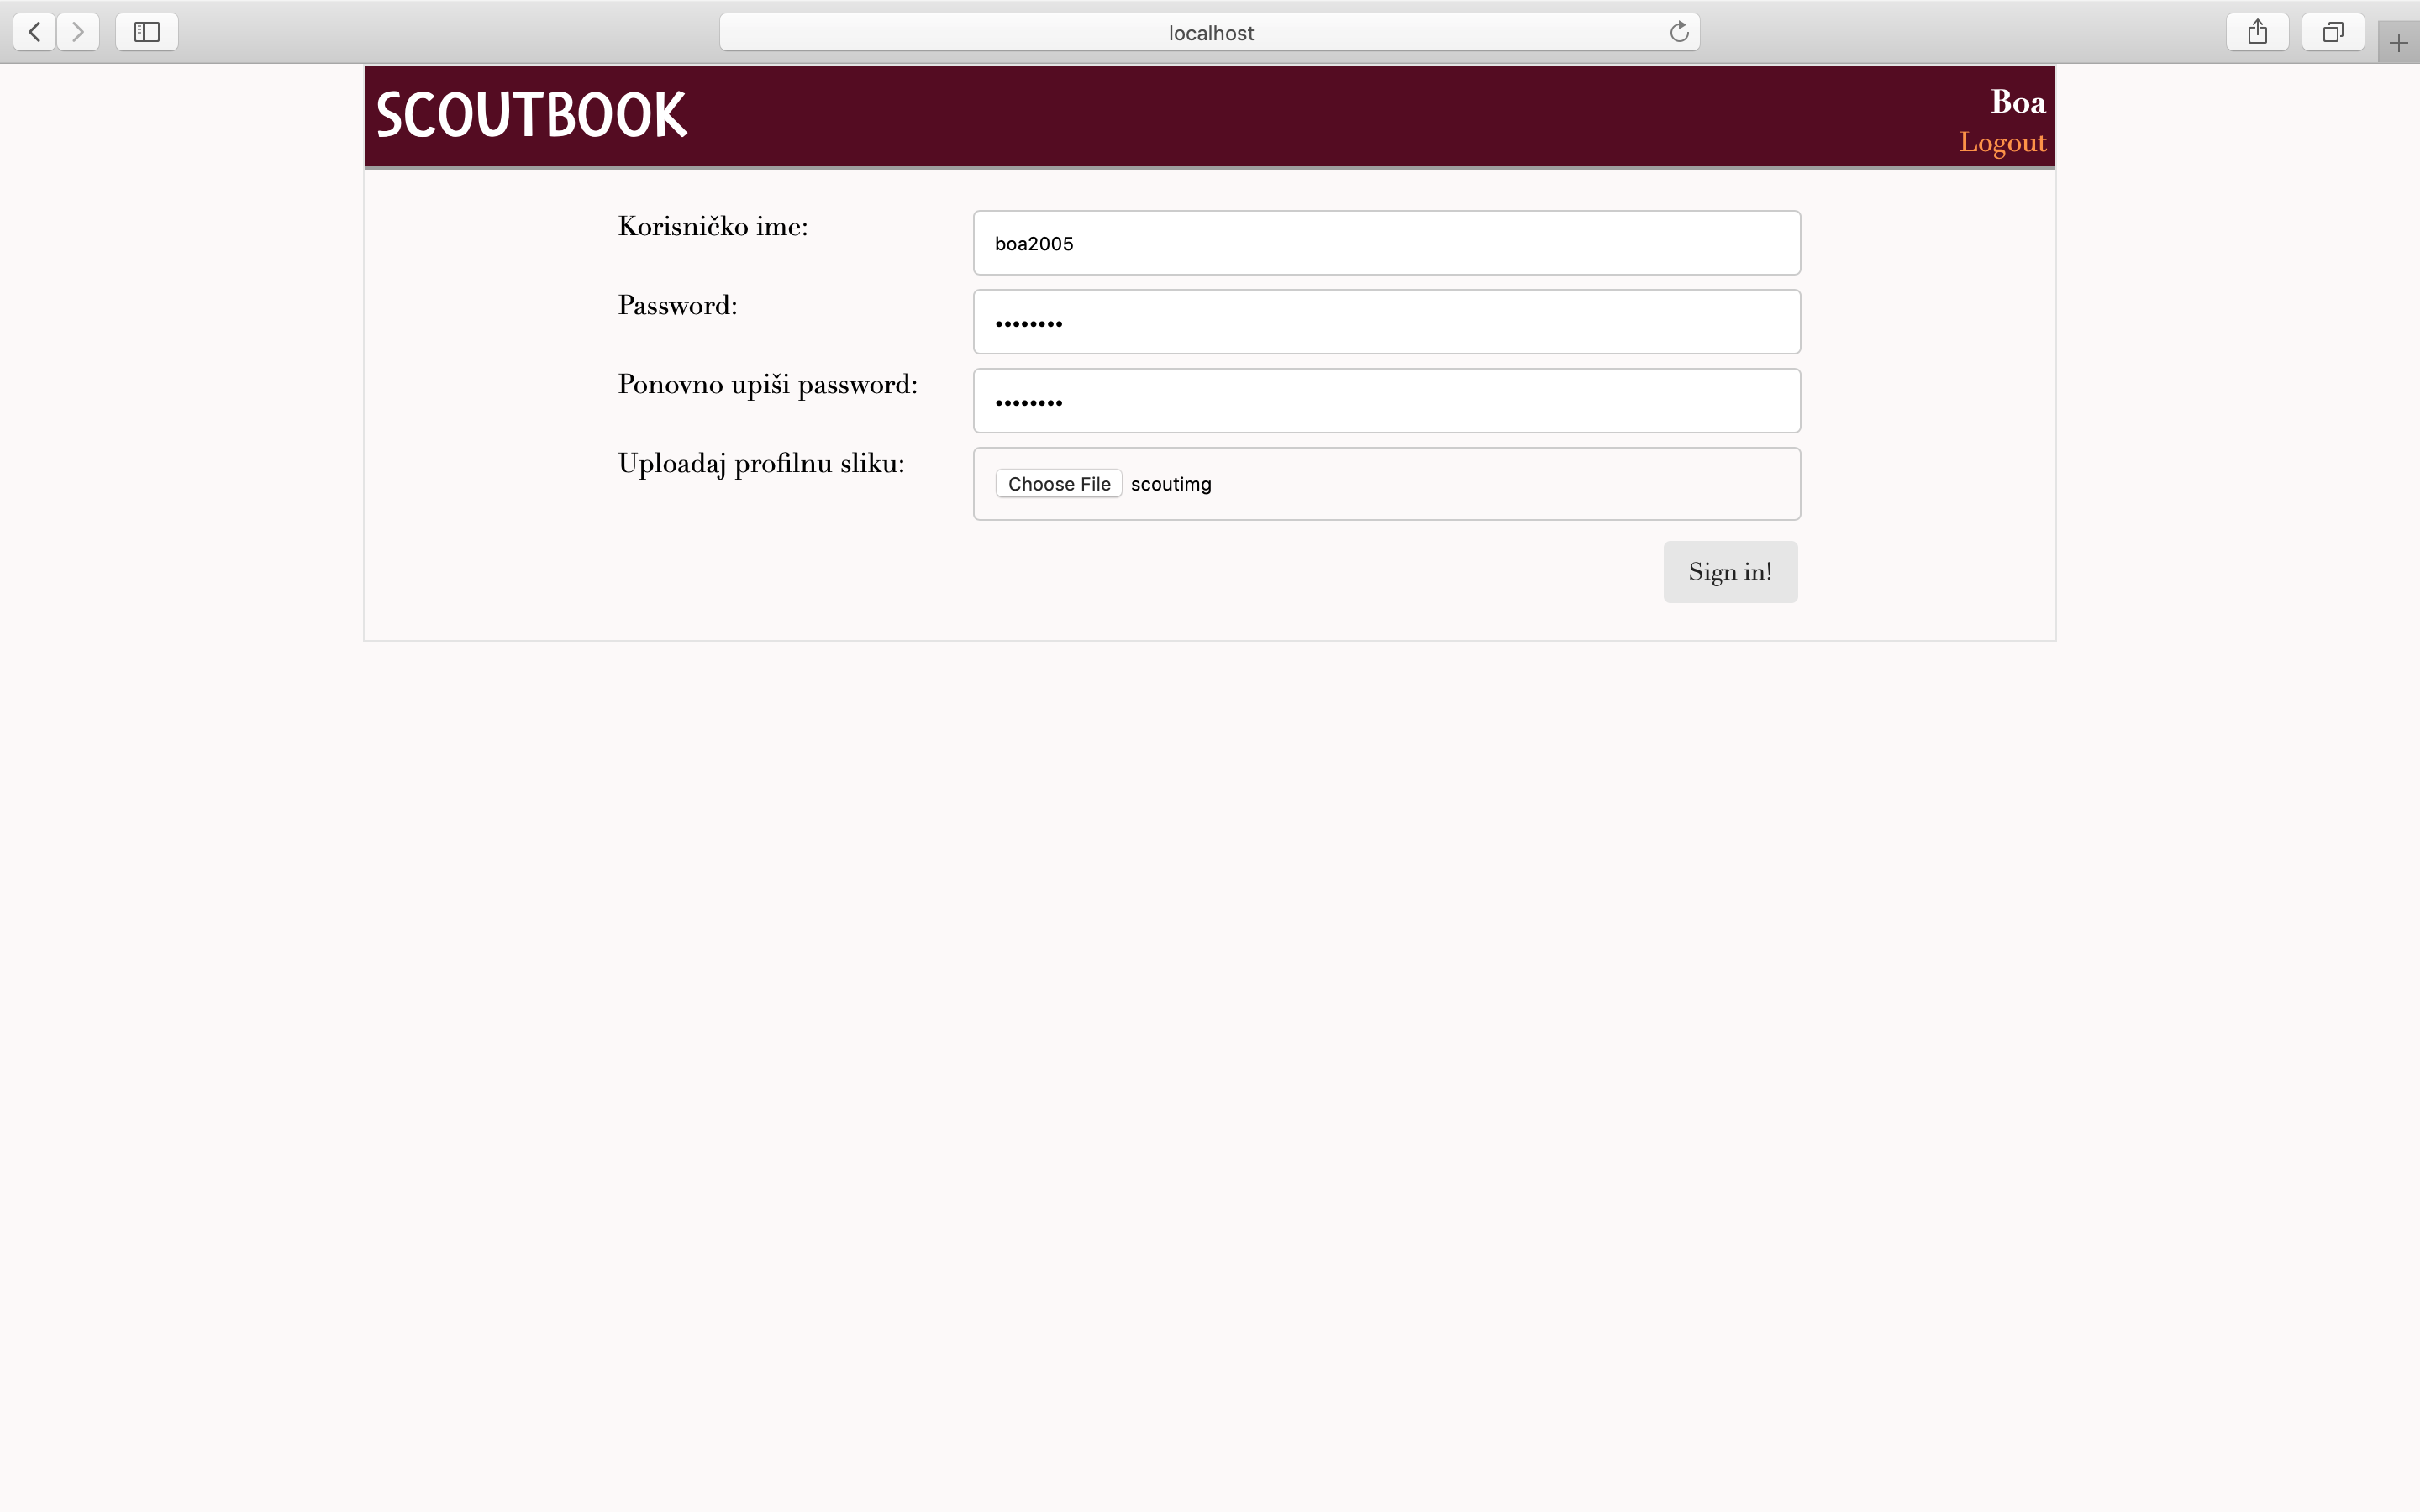 localhost
SCOUTBOOK
Boa
Logout
Korisničko ime:
boa2005
Password:
••••••••
Ponovno upiši password:
••••••••
Uploadaj profilnu sliku:
Choose File scoutimg
Sign in!